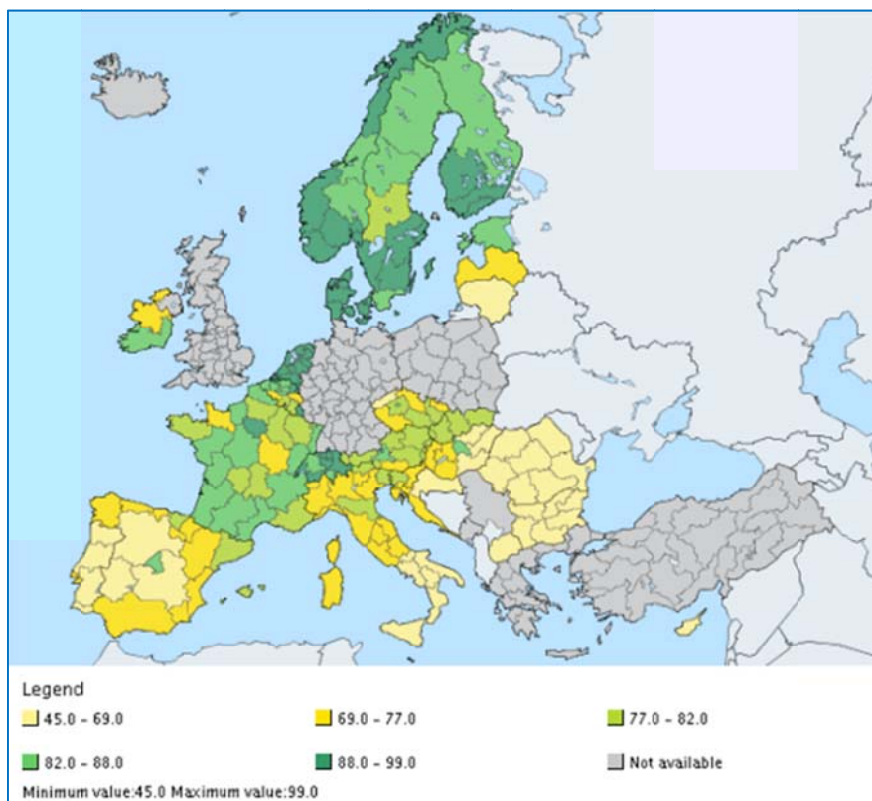 Legend
45.0 - 69.0 69.0 - 77.0 77.0 - 82.0
82.0 - 88.0 88.0 - 99.0 Not available
Minimum value:45.0 Maximum value:99.0